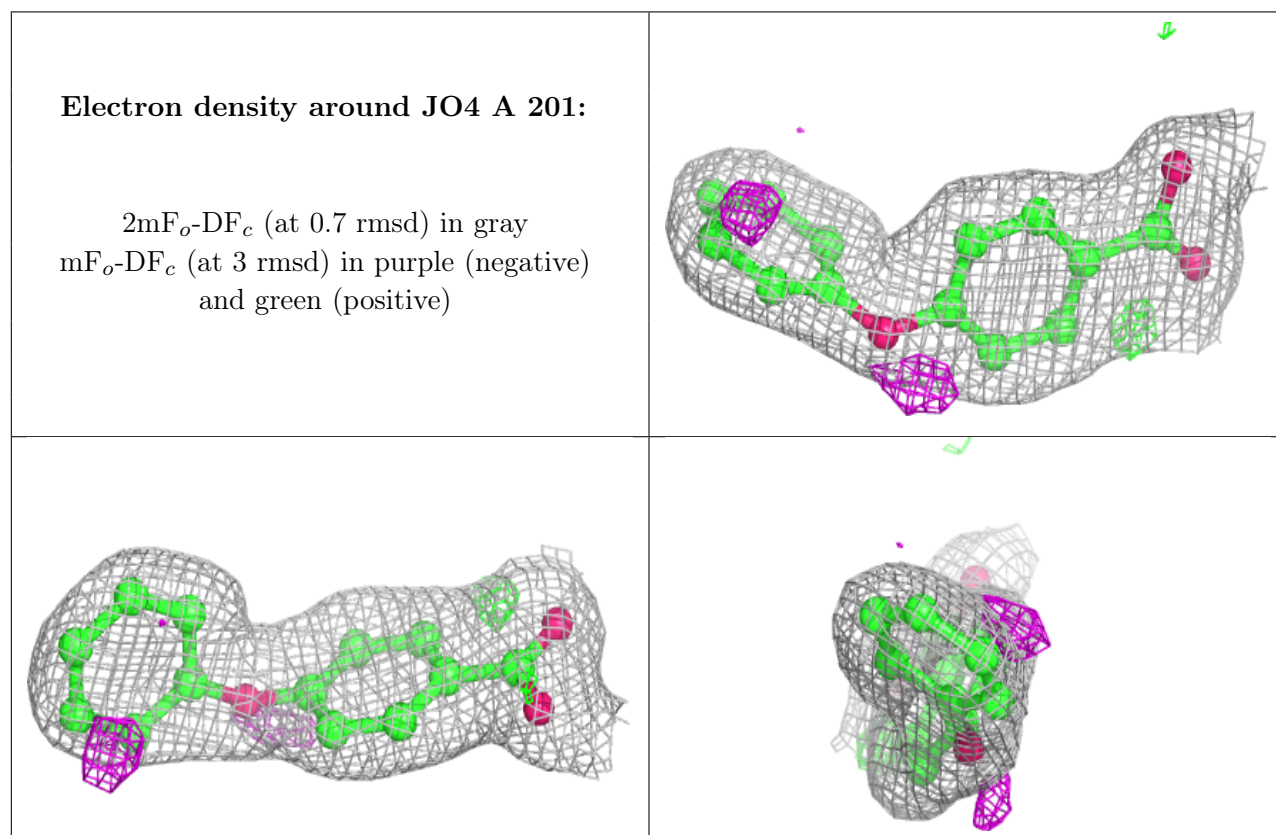 Electron density around JO4 A 201:
2mFo-DFc (at 0.7 rmsd) in gray
mFo-DFc (at 3 rmsd) in purple (negative)
and green (positive)